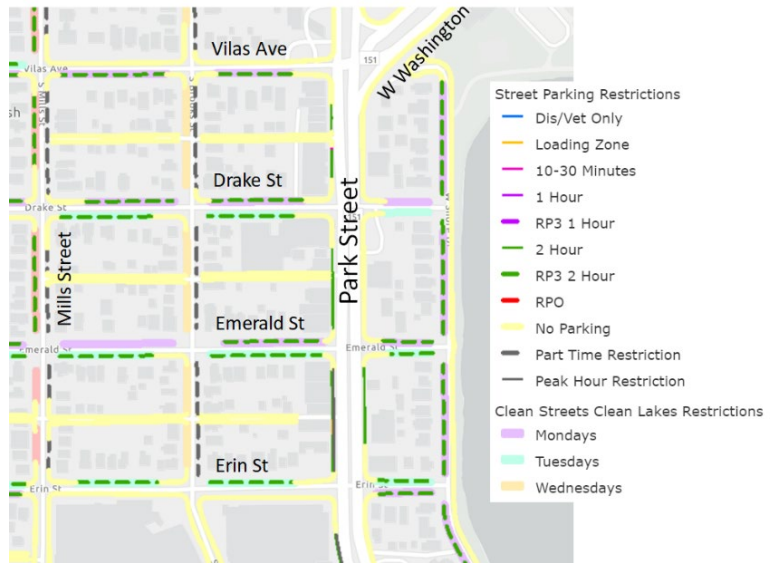 Vilas Ave
Vilas Ave
151
W Washington
Mills St
sh
Drake St
Drake St
151
Mills Street
Park Street
Emerald St
Emerald St
Emerald St
Erin St
Erin St
Erin St
Street Parking Restrictions
Dis/Vet Only
Loading Zone
10-30 Minutes
1 Hour
RP3 1 Hour
2 Hour
RP3 2 Hour
RPO
No Parking
Part Time Restriction
Peak Hour Restriction
Clean Streets Clean Lakes Restrictions
Mondays
Tuesdays
Wednesdays